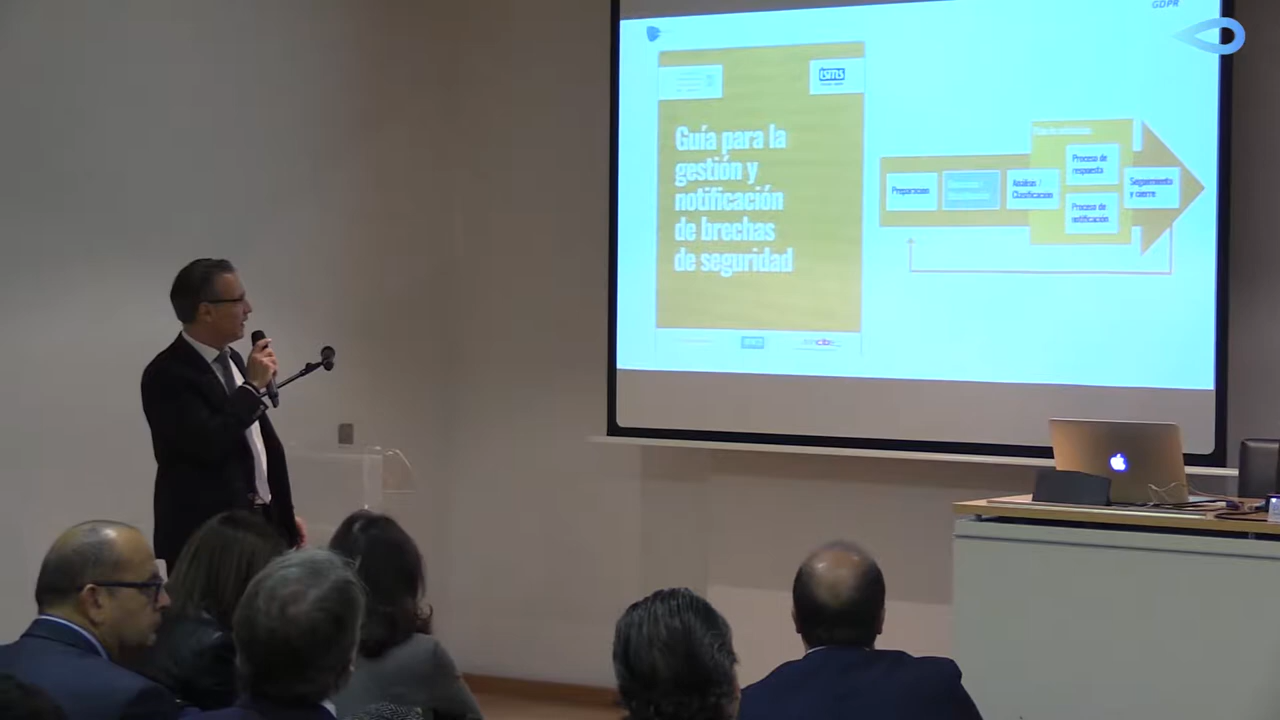 GDPR
isms
Guía para la
gestión y
notificación
de brechas
de seguridad
Preparación
Análisis /
Clasificación
Proceso de
respuesta
Proceso de
notificación
Seguimiento
y cierre